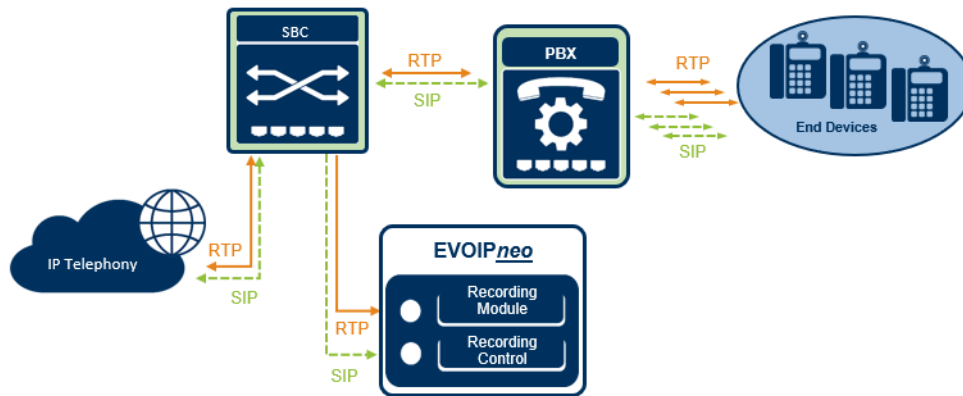 SBC
PBX
RTP
SIP
RTP
SIP
End Devices
IP Telephony
RTP
SIP
EVOIPneo
Recording
Module
Recording
Control
RTP
SIP